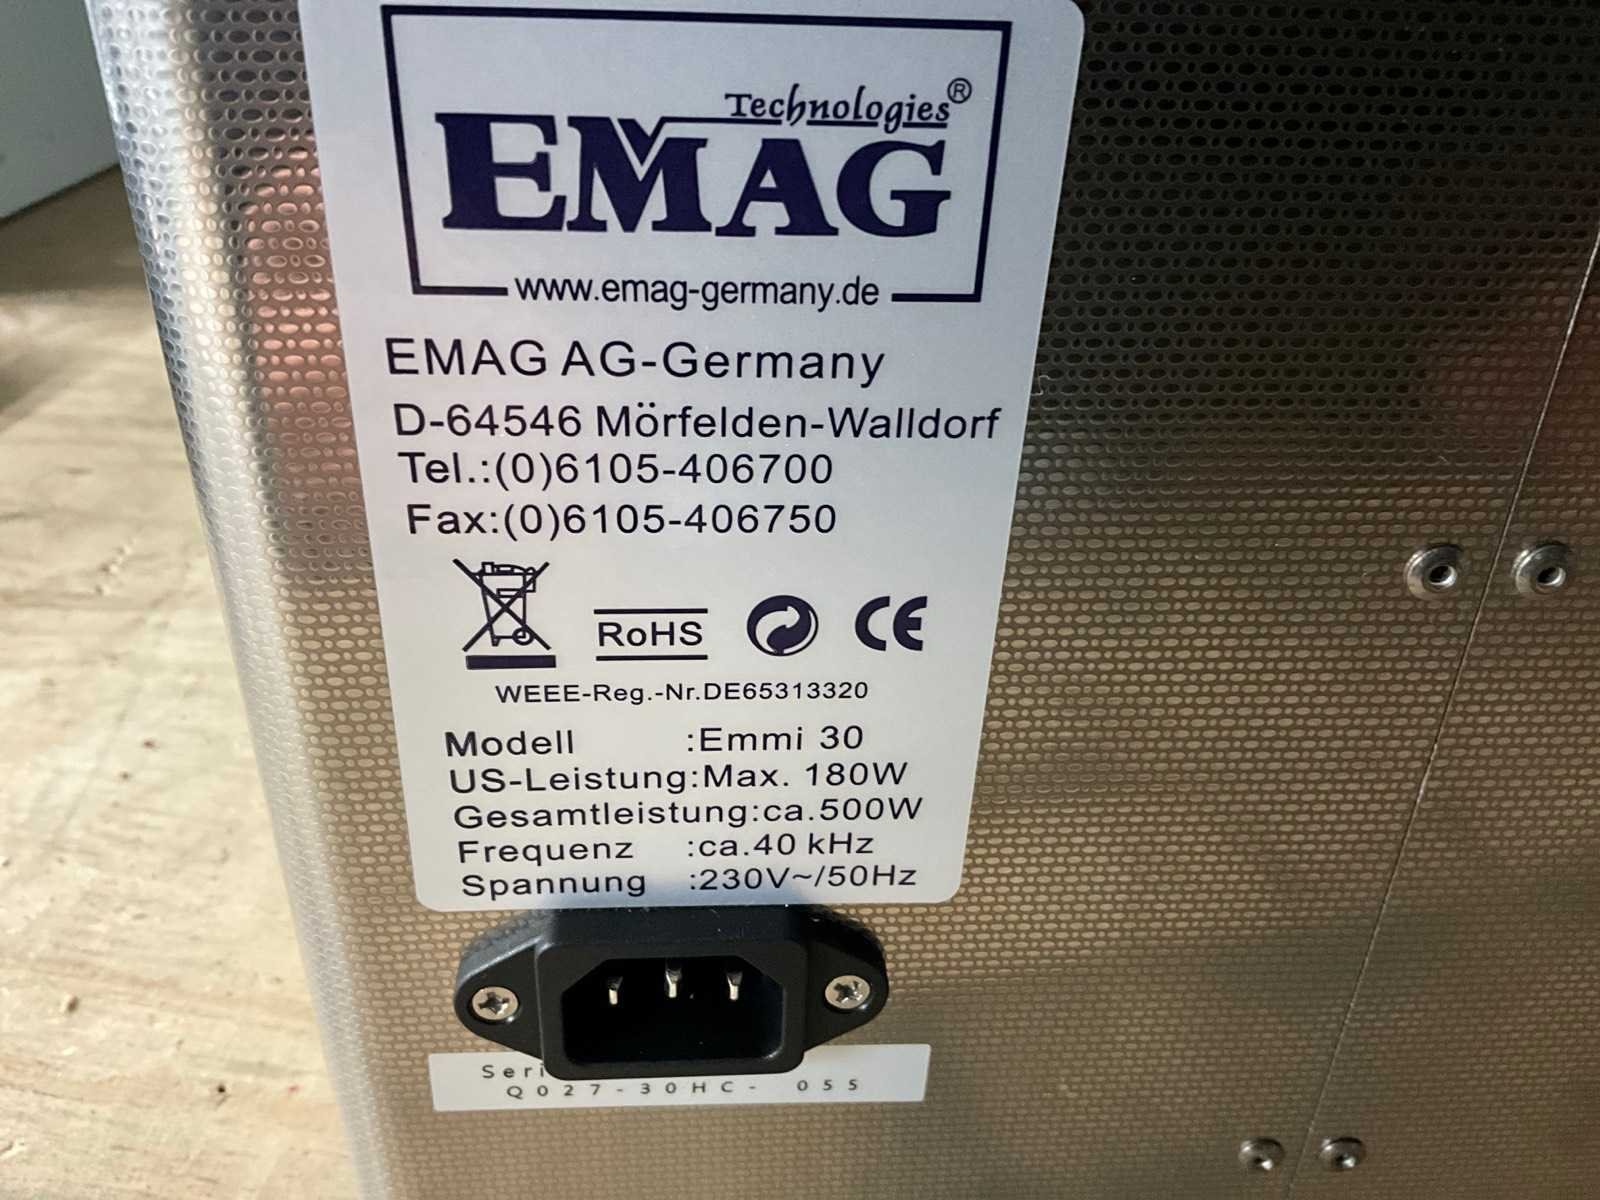 Technologies®
EMAG
www.emag-germany.de
EMAG AG-Germany
D-64546 Mörfelden-Walldorf
Tel.:(0)6105-406700
Fax:(0)6105-406750
RoHS
CE
WEEE-Reg.-Nr.DE65313320
Modell :Emmi 30
US-Leistung:Max. 180W
Gesamtleistung:ca.500W
Frequenz :ca.40 kHz
Spannung :230V~/50Hz
Seri
Q027-30HC- 055